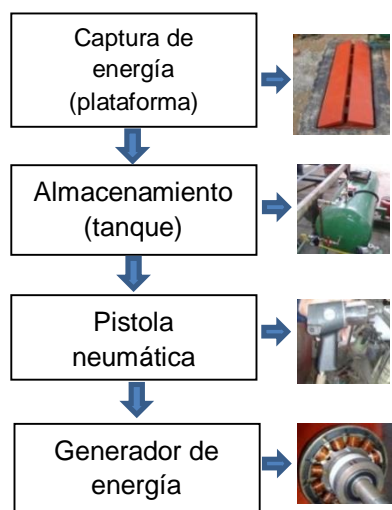 Captura de
energía
(plataforma)
Almacenamiento
(tanque)
Pistola
neumática
Generador de
energía